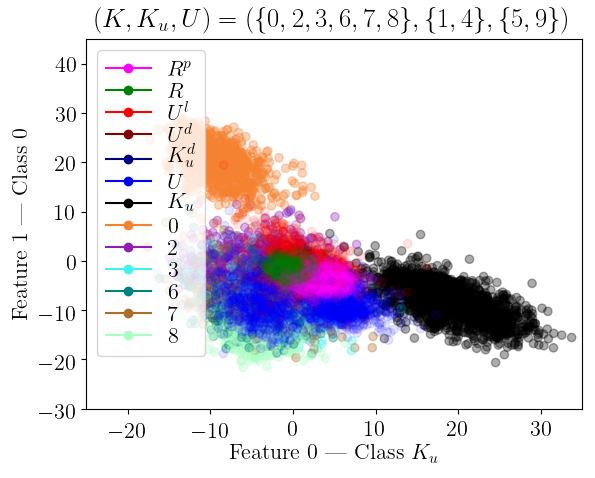 (K, K_u, U) = ({0, 2, 3, 6, 7, 8}, {1, 4}, {5, 9})
Feature 1 — Class 0
40
30
20
10
0
−10
−20
−30
R^p
R
U^l
U^d
K_u^d
U
K_u
0
2
3
6
7
8
−20 −10 0 10 20 30
Feature 0 — Class K_u